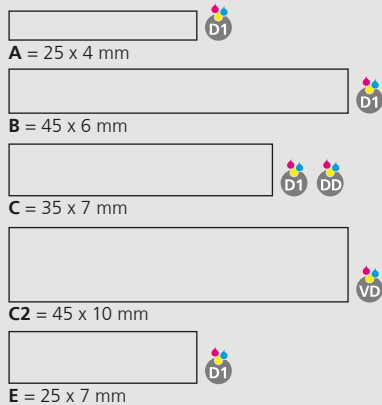 D1
A = 25 x 4 mm
D1
B = 45 x 6 mm
D1 DD
C = 35 x 7 mm
VD
C2 = 45 x 10 mm
D1
E = 25 x 7 mm